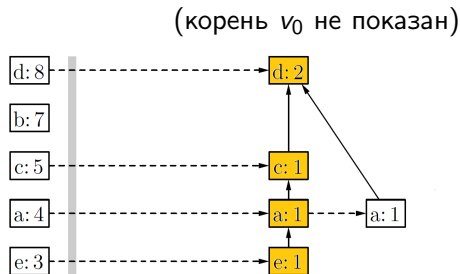 (корень v₀ не показан)
d: 8 d: 2
b: 7
c: 5 c: 1
a: 4 a: 1 a: 1
e: 3 e: 1